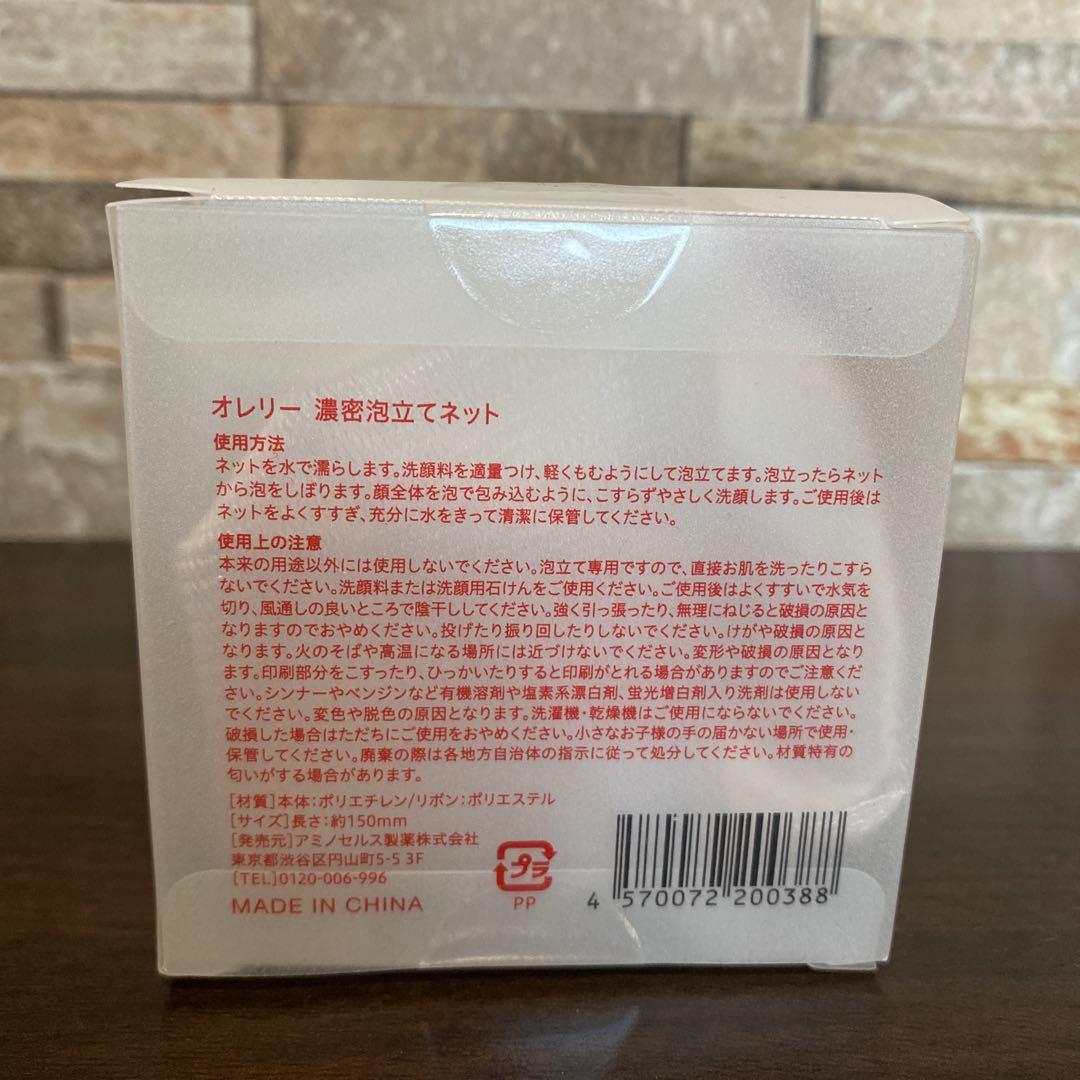 オレリー 濃密泡立てネット
使用方法
ネットを水で濡らします。洗顔料を適量つけ、軽くもむようにして泡立てます。泡立ったらネット
から泡をしぼります。顔全体を泡で包み込むように、こすらずやさしく洗顔します。ご使用後は
ネットをよくすすぎ、充分に水をきって清潔に保管してください。
使用上の注意
本来の用途以外には使用しないでください。泡立て専用ですので、直接お肌を洗ったりこすら
ないでください。洗顔料または洗顔用石けんをご使用ください。ご使用後はよくすすいで水気を
切り、風通しの良いところで陰干ししてください。強く引っ張ったり、無理にねじると破損の原因と
なりますのでおやめください。投げたり振り回したりしないでください。けがや破損の原因と
なります。火のそばや高温になる場所には近づけないでください。変形や破損の原因となり
ます。印刷部分をこすったり、ひっかいたりすると印刷がとれる場合がありますのでご注意くだ
さい。シンナーやベンジンなど有機溶剤や塩素系漂白剤、蛍光増白剤入り洗剤は使用しない
でください。変色や脱色の原因となります。洗濯機・乾燥機はご使用にならないでください。
破損した場合はただちにご使用をおやめください。小さなお子様の手の届かない場所で使用・
保管してください。廃棄の際は各地方自治体の指示に従って処分してください。材質特有の
匂いがする場合があります。
[材質]本体：ポリエチレン/リボン：ポリエステル
[サイズ]長さ：約150mm
[発売元]アミノセルス製薬株式会社
東京都渋谷区円山町5-5 3F
[TEL]0120-006-996
MADE IN CHINA
プラ
PP
4 570072 200388